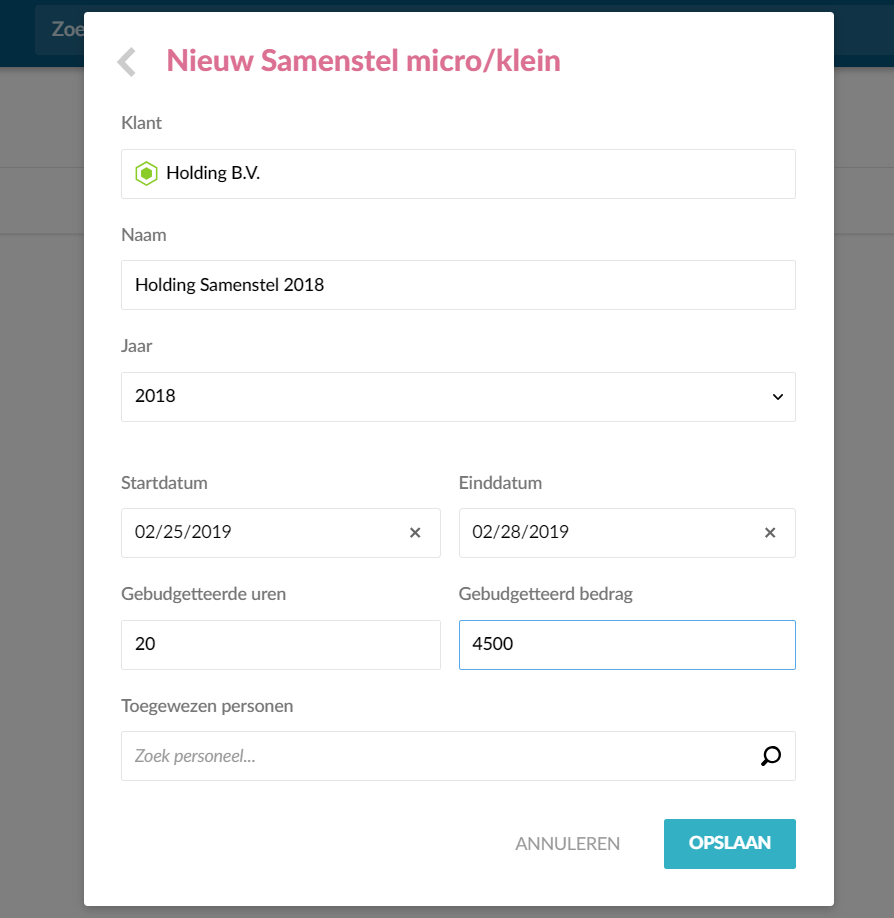 Zoe
Nieuw Samenstel micro/klein
Klant
Holding B.V.
Naam
Holding Samenstel 2018
Jaar
2018
Startdatum Einddatum
02/25/2019 02/28/2019
Gebudgetteerde uren Gebudgetteerd bedrag
20 4500
Toegewezen personen
Zoek personeel...
ANNULEREN OPSLAAN